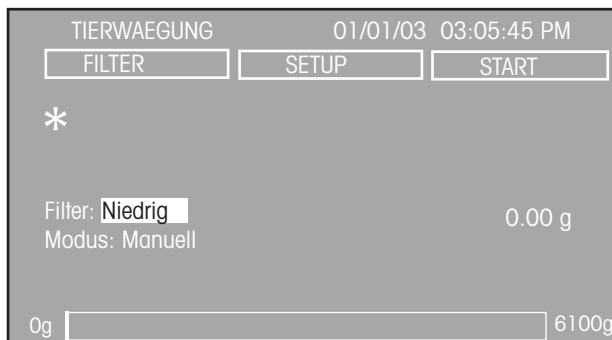 TIERWAEGUNG 01/01/03 03:05:45 PM
FILTER SETUP START
*
Filter: Niedrig
0.00 g
Modus: Manuell
0g 6100g